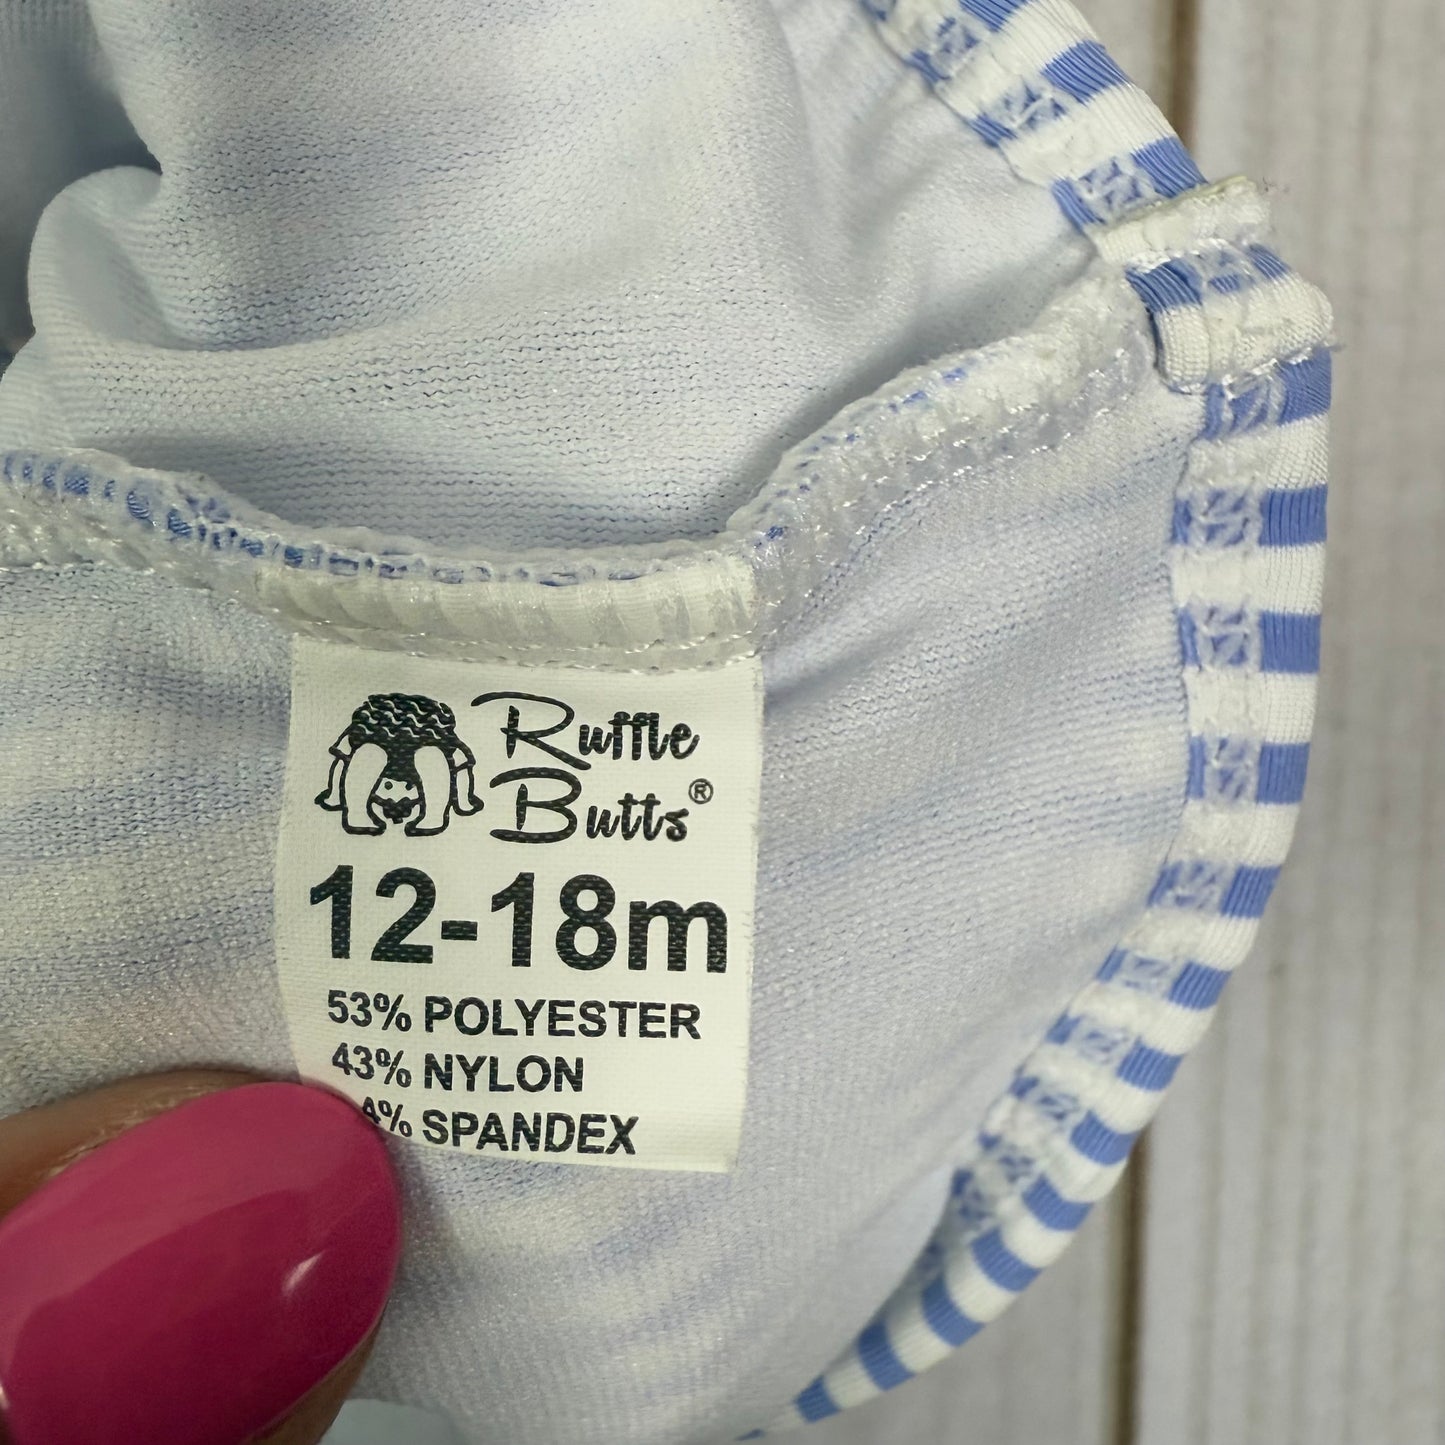 Ruffle
Butts®
12-18m
53% POLYESTER
43% NYLON
4% SPANDEX